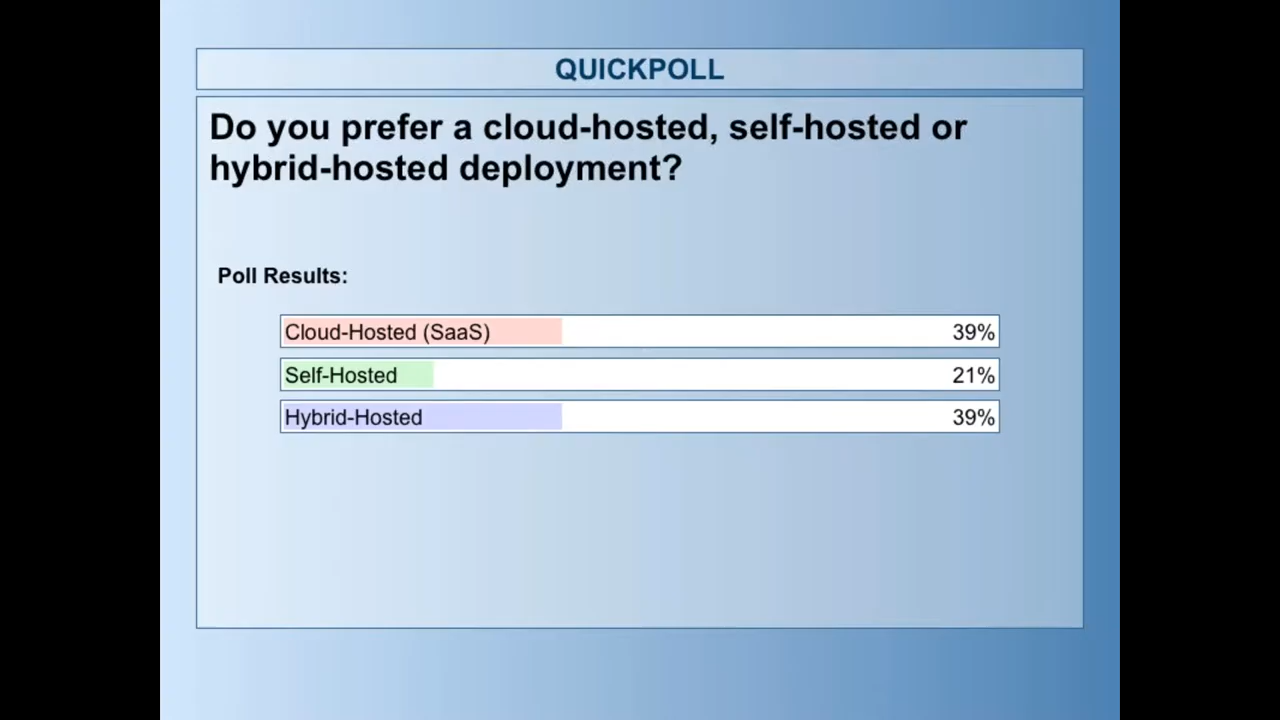 QUICKPOLL
Do you prefer a cloud-hosted, self-hosted or
hybrid-hosted deployment?
Poll Results:
Cloud-Hosted (SaaS) 39%
Self-Hosted 21%
Hybrid-Hosted 39%